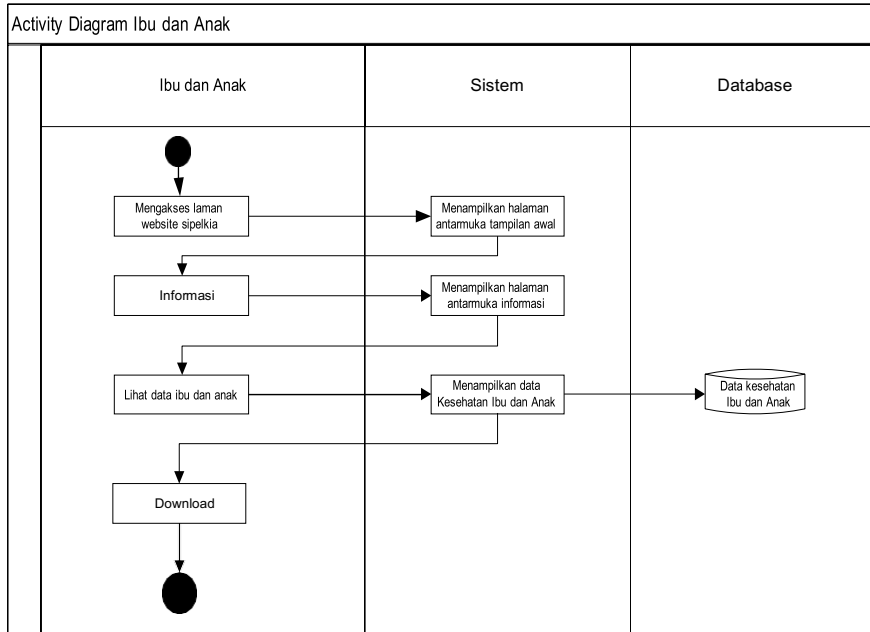 Activity Diagram Ibu dan Anak
Ibu dan Anak
Sistem
Database
Mengakses laman
website sipelkia
Menampilkan halaman
antarmuka tampilan awal
Informasi
Menampilkan halaman
antarmuka informasi
Lihat data ibu dan anak
Menampilkan data
Kesehatan Ibu dan Anak
Data kesehatan
Ibu dan Anak
Download